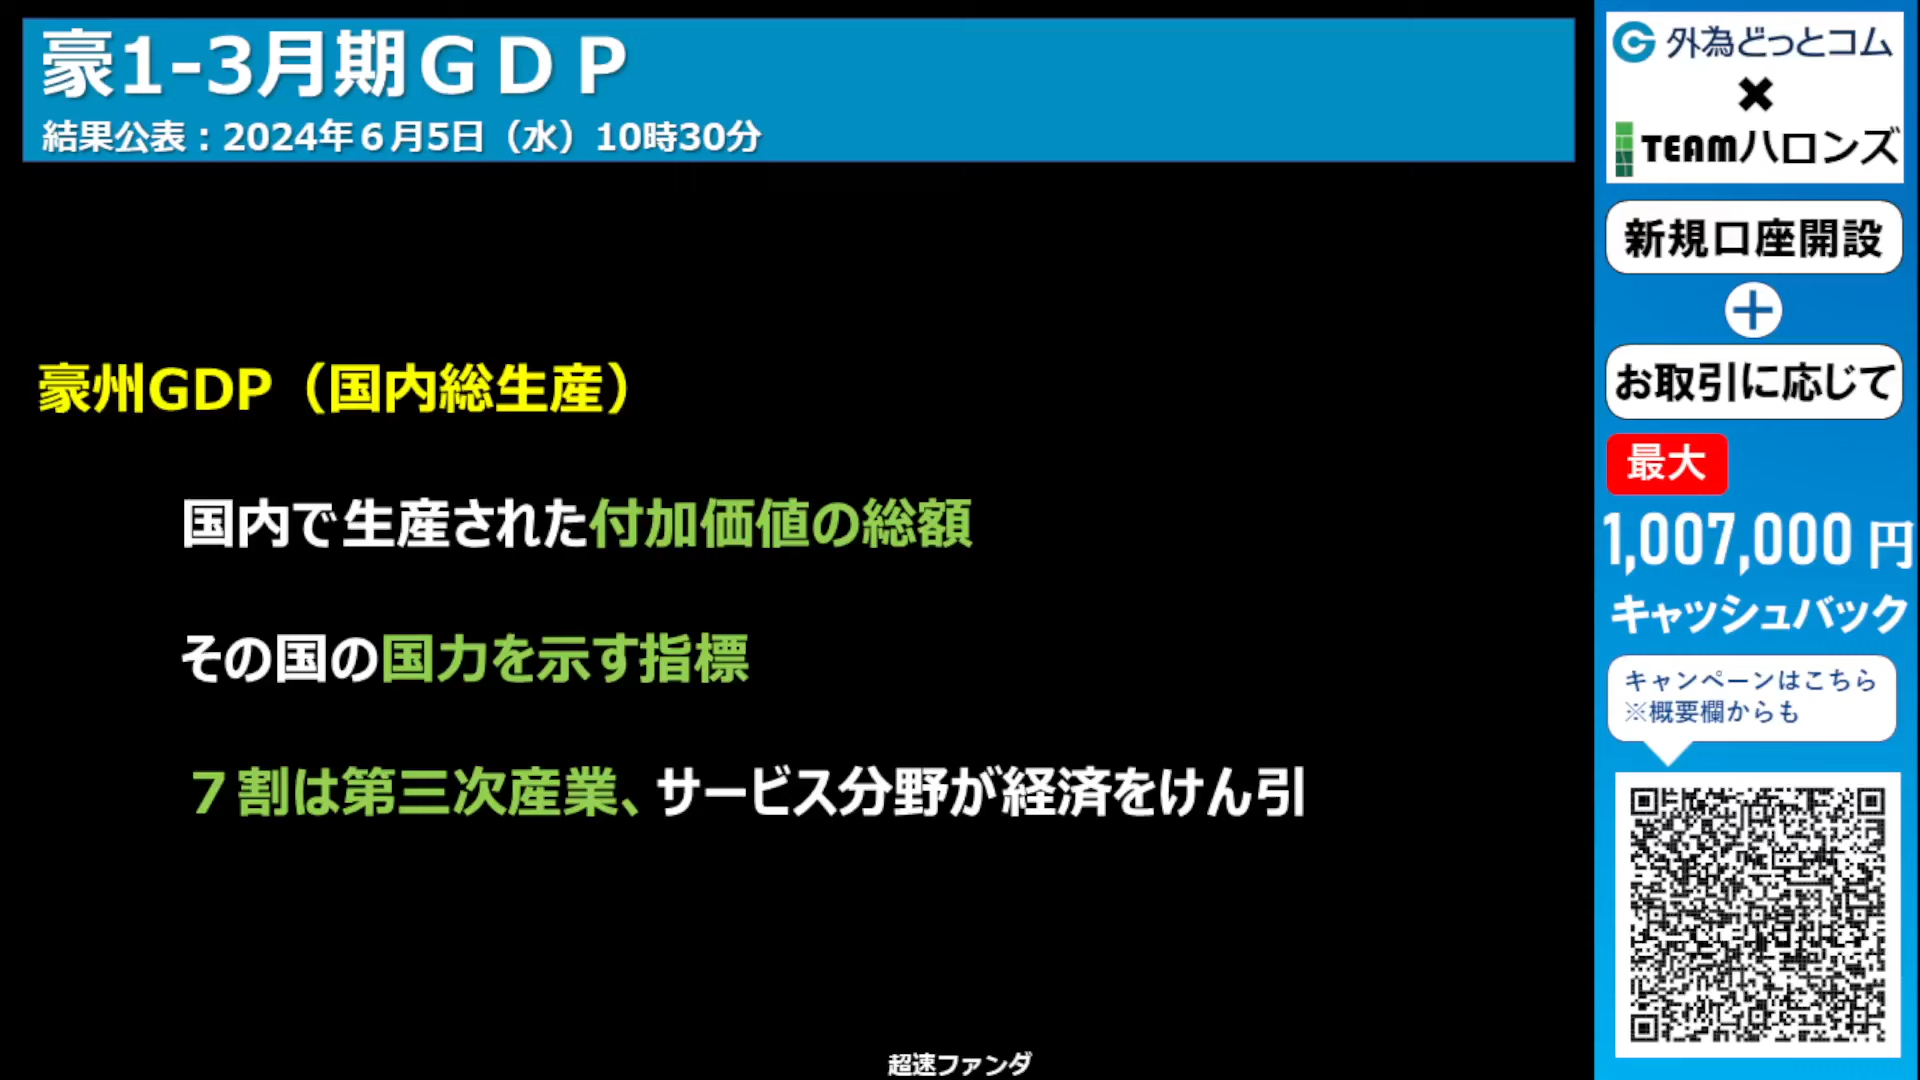 豪1-3月期ＧＤＰ
結果公表：2024年６月5日（水）10時30分
豪州GDP（国内総生産）
国内で生産された付加価値の総額
その国の国力を示す指標
７割は第三次産業、サービス分野が経済をけん引
超速ファンダ
外為どっとコム
✖
TEAMハロンズ
新規口座開設
＋
お取引に応じて
最大
1,007,000 円
キャッシュバック
キャンペーンはこちら
※概要欄からも